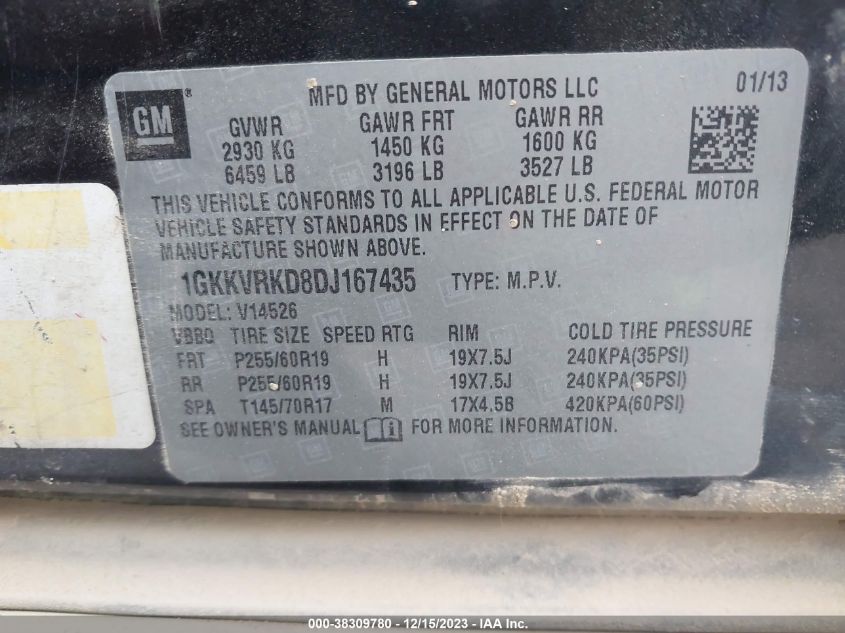 MFD BY GENERAL MOTORS LLC 01/13
GM®
GVWR GAWR FRT GAWR RR
2930 KG 1450 KG 1600 KG
6459 LB 3196 LB 3527 LB
THIS VEHICLE CONFORMS TO ALL APPLICABLE U.S. FEDERAL MOTOR
VEHICLE SAFETY STANDARDS IN EFFECT ON THE DATE OF
MANUFACTURE SHOWN ABOVE.
1GKKVRKD8DJ167435 TYPE: M.P.V.
MODEL: V14526
VBBQ TIRE SIZE SPEED RTG RIM COLD TIRE PRESSURE
FRT P255/60R19 H 19X7.5J 240KPA(35PSI)
RR P255/60R19 H 19X7.5J 240KPA(35PSI)
SPA T145/70R17 M 17X4.5B 420KPA(60PSI)
SEE OWNER'S MANUAL i FOR MORE INFORMATION.
000-38309780 - 12/15/2023 - IAA Inc.